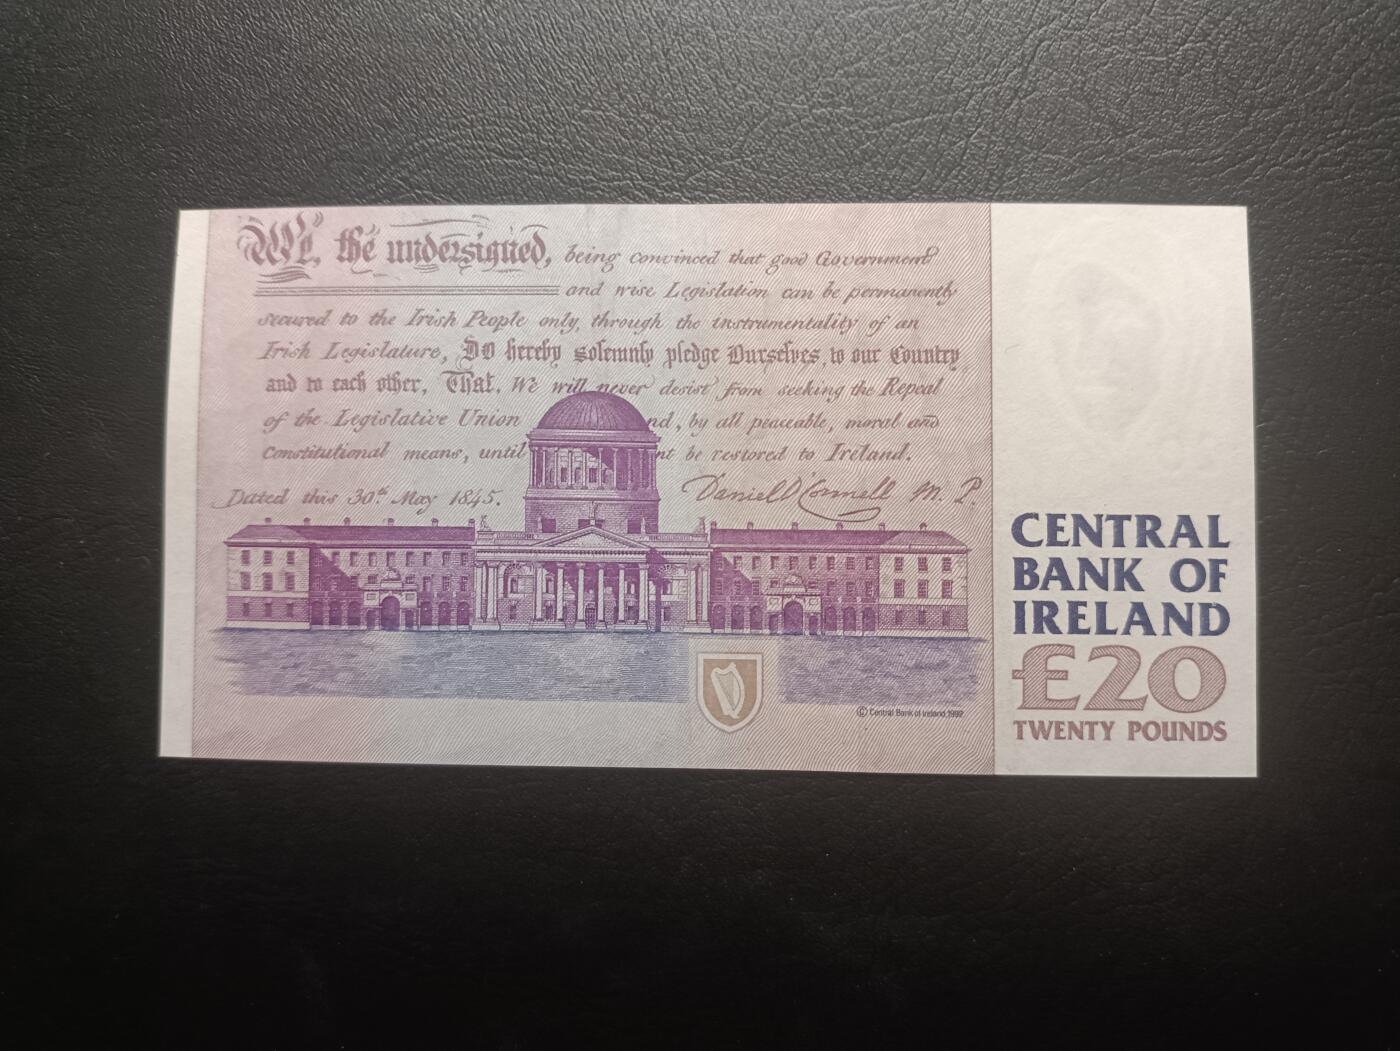 We, the undersigned, being convinced that good Government
and wise Legislation can be permanently
secured to the Irish People only, through the instrumentality of an
Irish Legislature, Do hereby solemnly pledge Ourselves, to our Country
and to each other, That. We will never desist from seeking the Repeal
of the Legislative Union nd, by all peaceable, moral and
Constitutional means, until nt be restored to Ireland.
Dated this 30th May 1845. Daniel O'Connell M. P.
CENTRAL
BANK OF
IRELAND
£20
TWENTY POUNDS
© Central Bank of Ireland, 1992